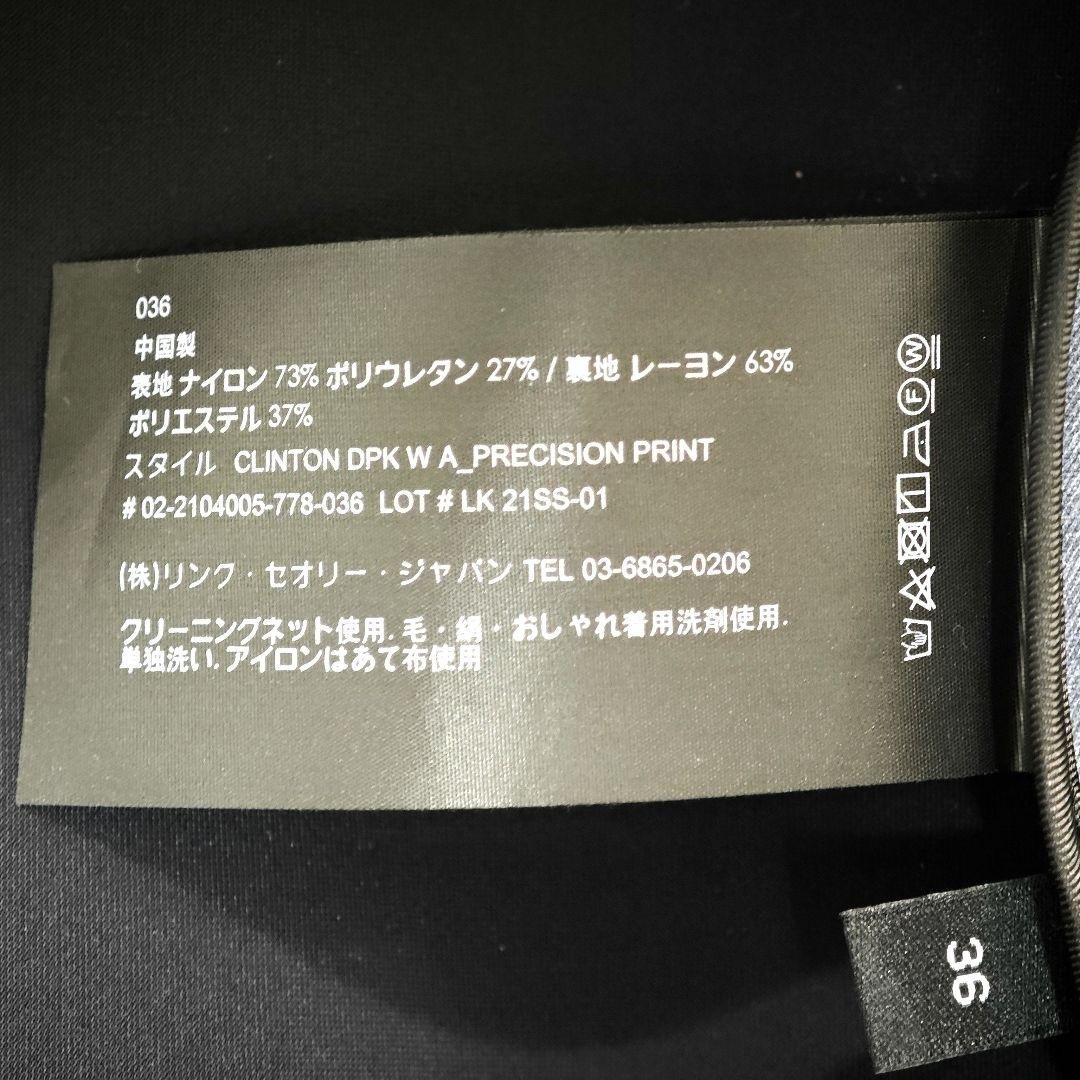 036
中国製
表地 ナイロン 73% ポリウレタン 27% / 裏地 レーヨン 63%
ポリエステル 37%
スタイル CLINTON DPK W A_PRECISION PRINT
# 02-2104005-778-036 LOT # LK 21SS-01
(株)リンク・セオリー・ジャパン TEL 03-6865-0206
クリーニングネット使用. 毛・絹・おしゃれ着用洗剤使用.
単独洗い. アイロンはあて布使用
W
F
36